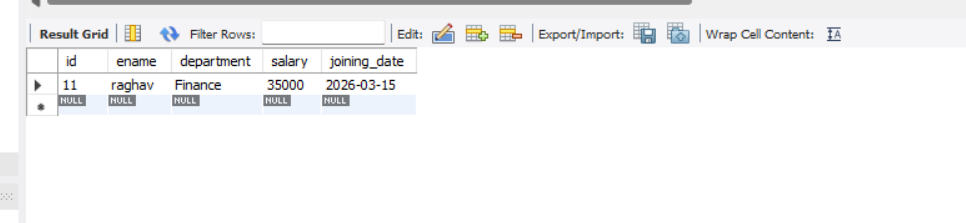 Result Grid Filter Rows: Edit: Export/Import: Wrap Cell Content: IA
id ename department salary joining_date
11 raghav Finance 35000 2026-03-15
NULL NULL NULL NULL NULL